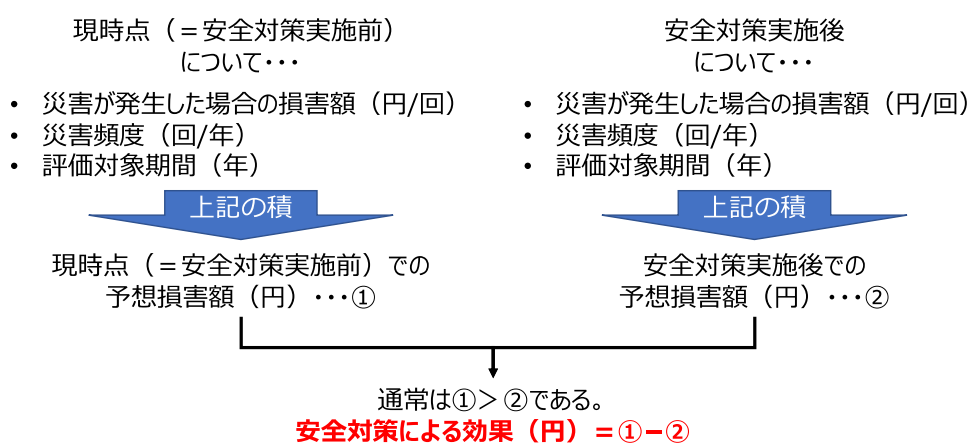 現時点（＝安全対策実施前）
について・・・
• 災害が発生した場合の損害額（円/回）
• 災害頻度（回/年）
• 評価対象期間（年）
上記の積
現時点（＝安全対策実施前）での
予想損害額（円）・・・①
安全対策実施後
について・・・
• 災害が発生した場合の損害額（円/回）
• 災害頻度（回/年）
• 評価対象期間（年）
上記の積
安全対策実施後での
予想損害額（円）・・・②
通常は①＞②である。
安全対策による効果（円）＝①−②